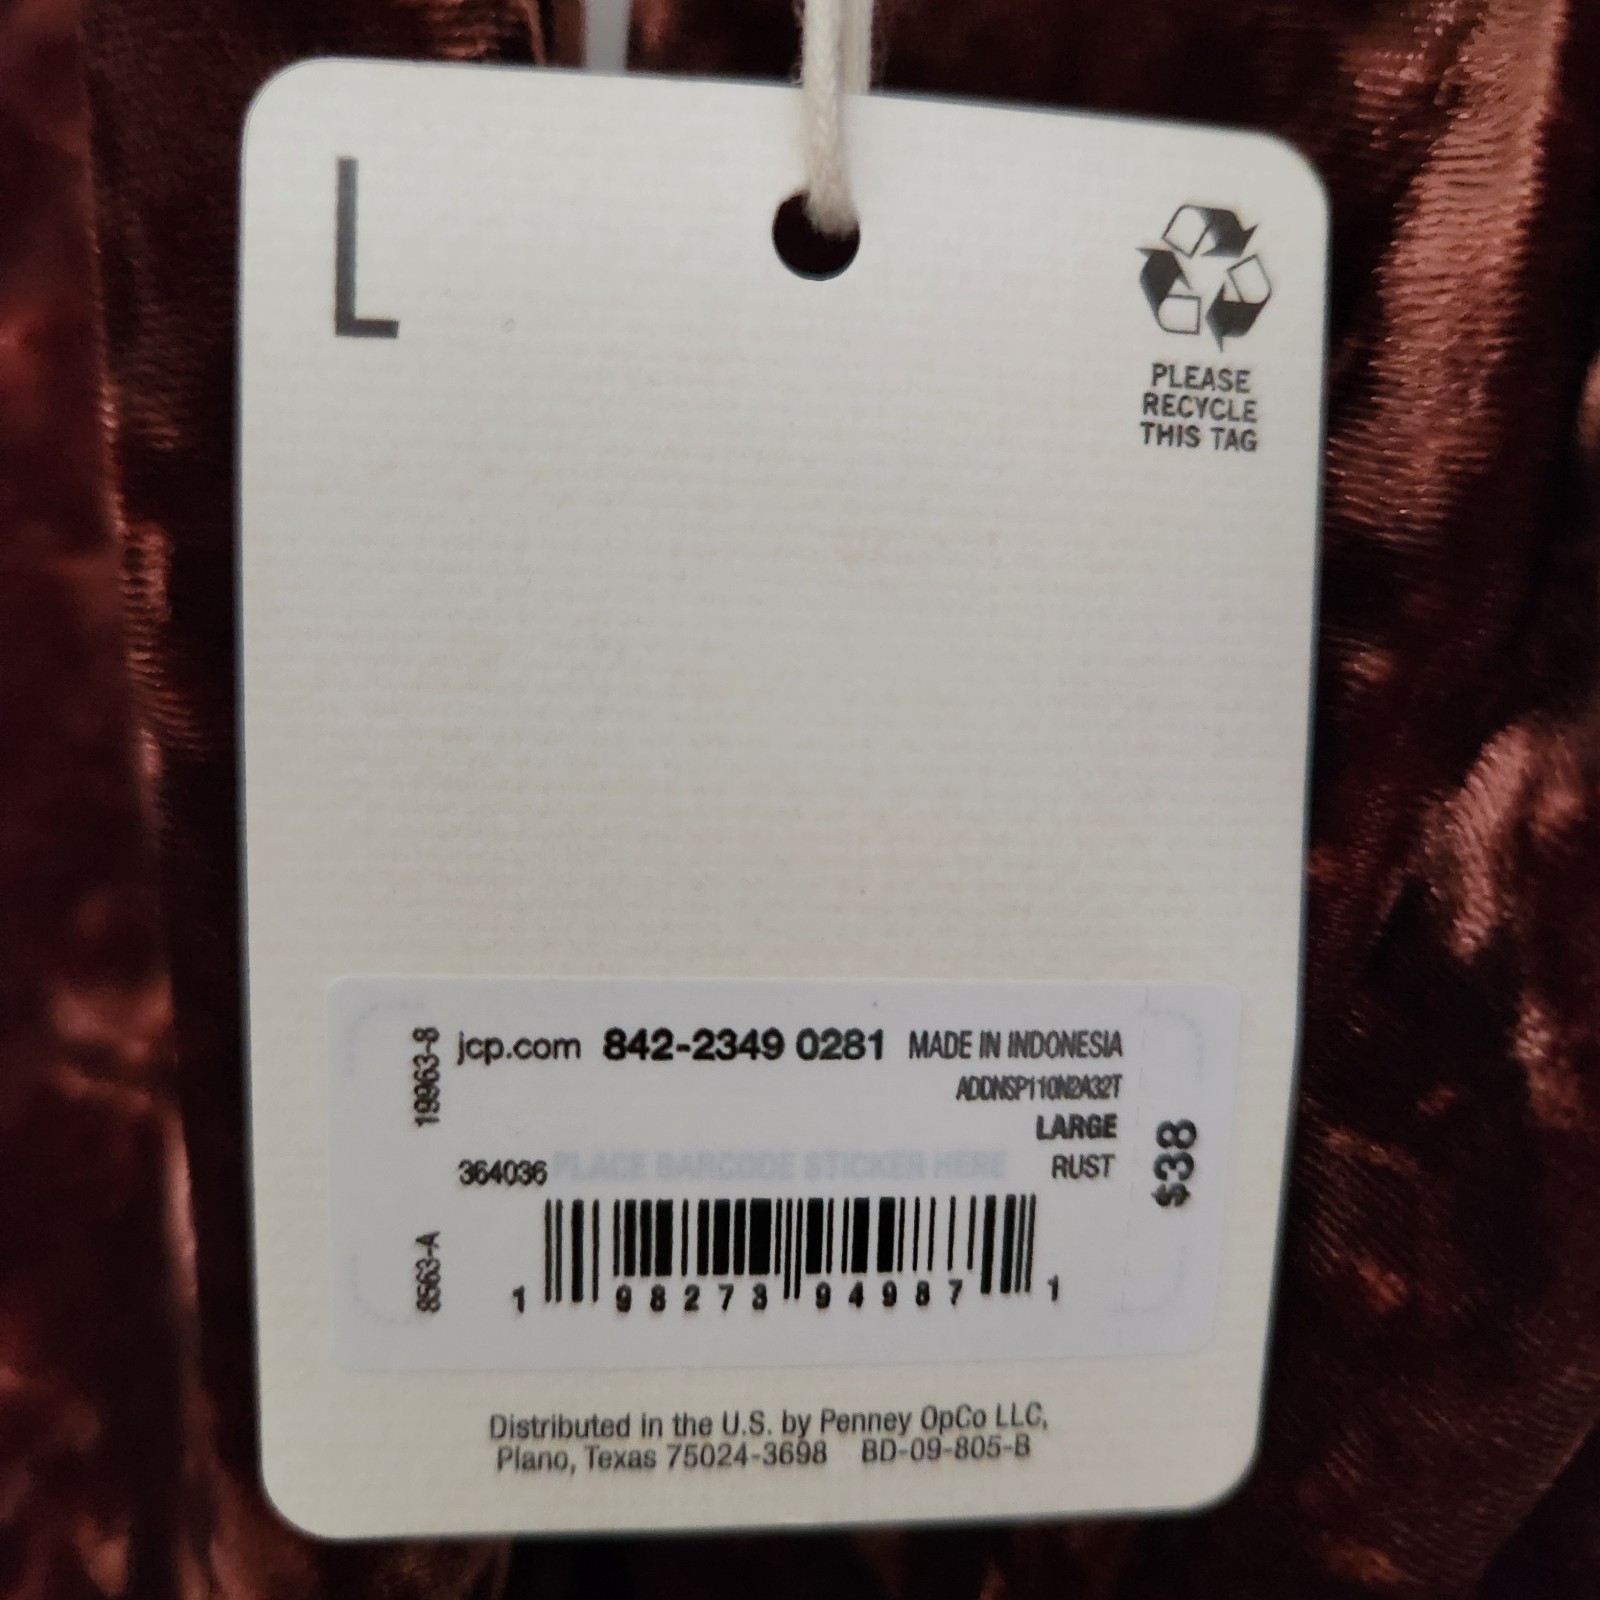 L
PLEASE
RECYCLE
THIS TAG
19963-8
jcp.com 842-2349 0281 MADE IN INDONESIA
ADDNSP110N2A32T
LARGE
364036 PLACE BARCODE STICKER HERE RUST
$38
8563-A
1 98273 94987 1
Distributed in the U.S. by Penney OpCo LLC,
Plano, Texas 75024-3698 BD-09-805-B